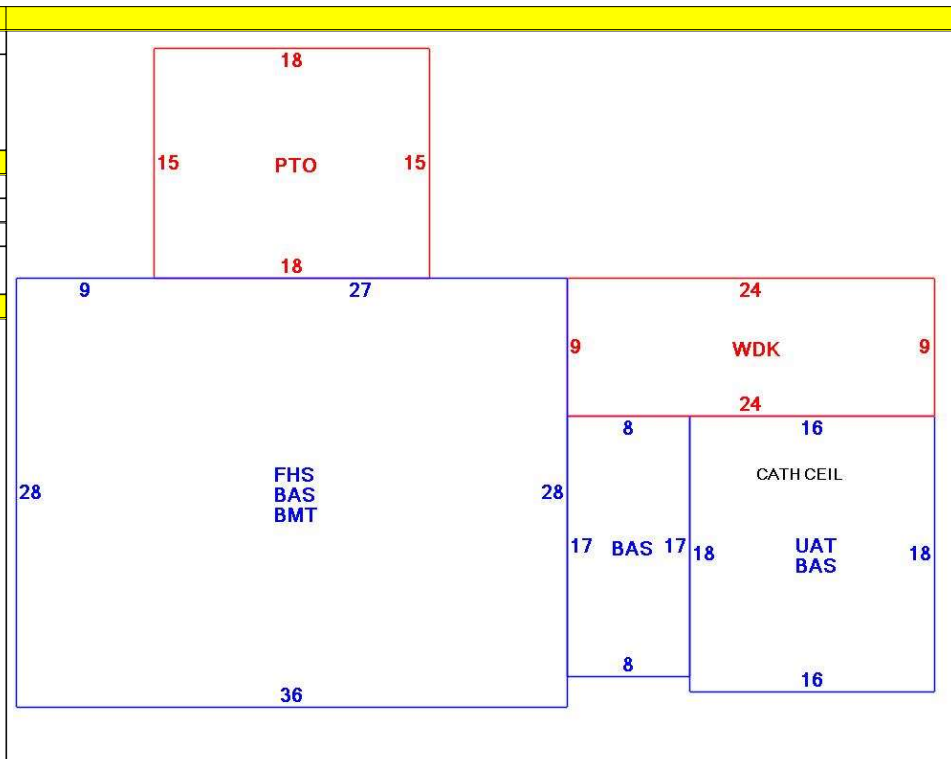 18
15 PTO 15
18
9 27 24
9 WDK 9
24
8 16
CATH CEIL
FHS
28 BAS 28
BMT
17 BAS 17 18 UAT 18
BAS
8
16
36